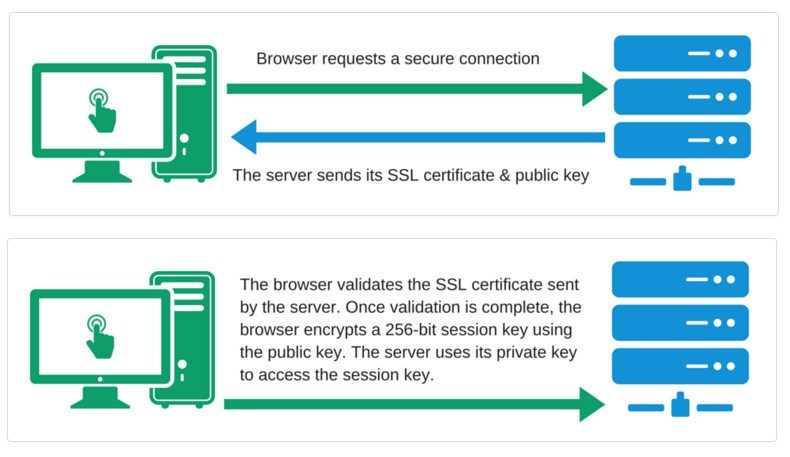 Browser requests a secure connection
The server sends its SSL certificate & public key
The browser validates the SSL certificate sent
by the server. Once validation is complete, the
browser encrypts a 256-bit session key using
the public key. The server uses its private key
to access the session key.